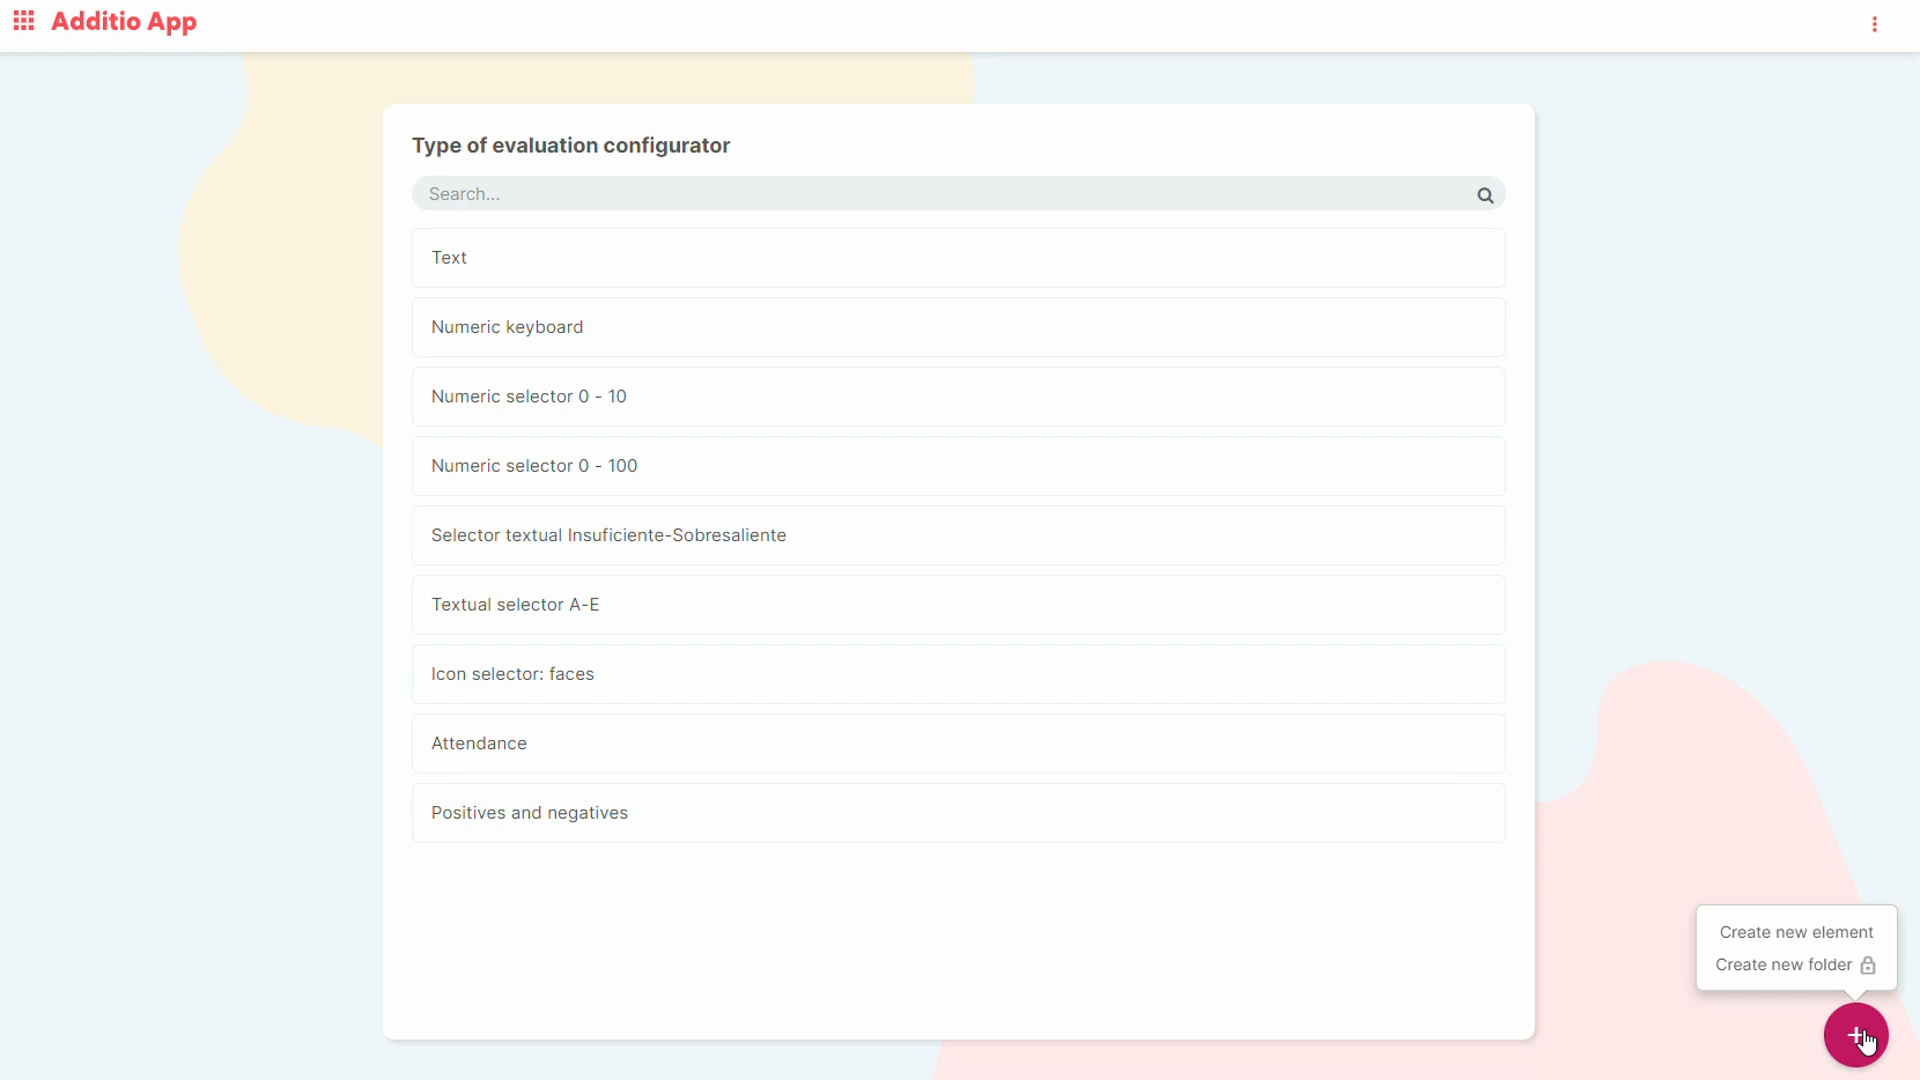 Additio App
Type of evaluation configurator
Search...
Text
Numeric keyboard
Numeric selector 0 - 10
Numeric selector 0 - 100
Selector textual Insuficiente-Sobresaliente
Textual selector A-E
Icon selector: faces
Attendance
Positives and negatives
Create new element
Create new folder